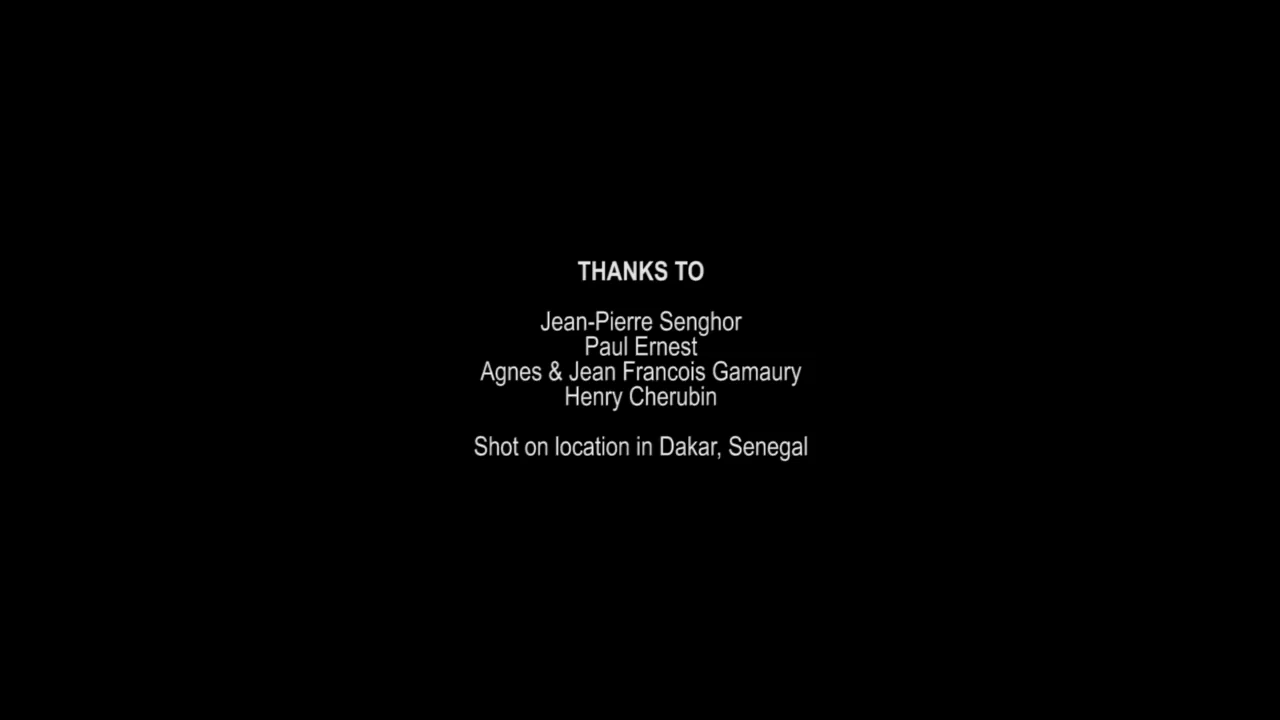 THANKS TO
Jean-Pierre Senghor
Paul Ernest
Agnes & Jean Francois Gamaury
Henry Cherubin
Shot on location in Dakar, Senegal